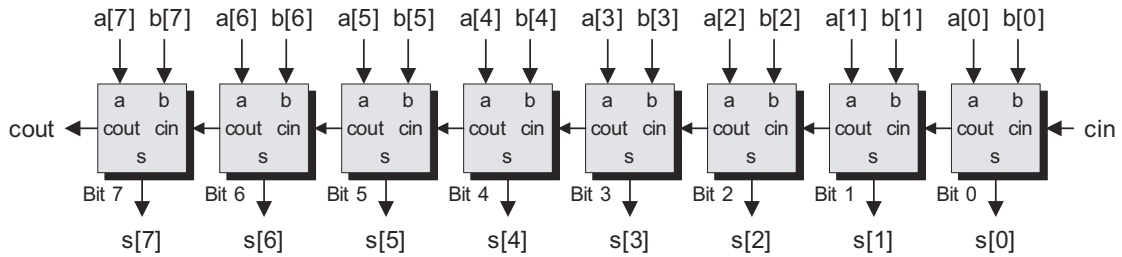 a[7] b[7] a[6] b[6] a[5] b[5] a[4] b[4] a[3] b[3] a[2] b[2] a[1] b[1] a[0] b[0]
a b a b a b a b a b a b a b a b
cout cout cin cout cin cout cin cout cin cout cin cout cin cout cin cout cin cin
s s s s s s s s
Bit 7 Bit 6 Bit 5 Bit 4 Bit 3 Bit 2 Bit 1 Bit 0
s[7] s[6] s[5] s[4] s[3] s[2] s[1] s[0]